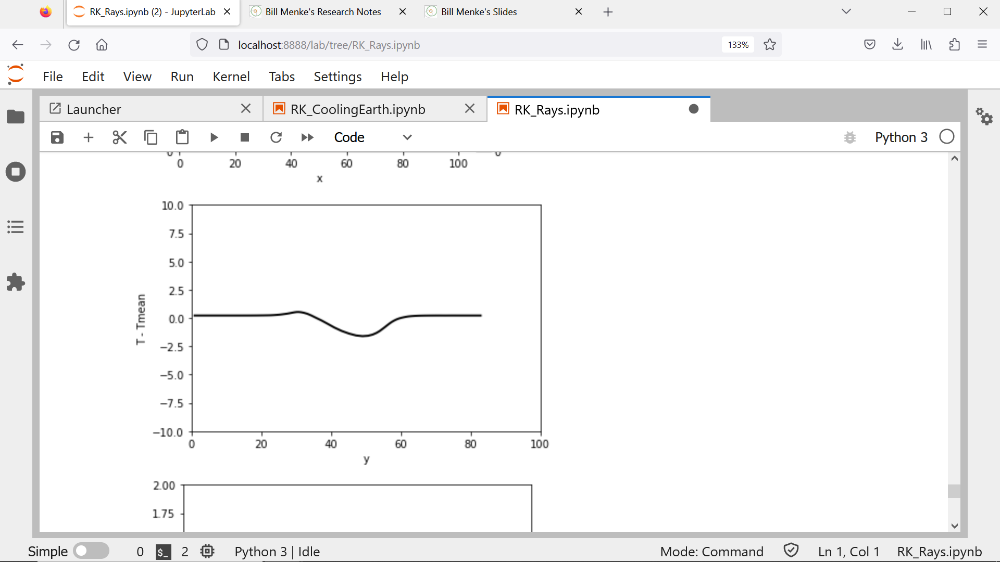 RK_Rays.ipynb (2) - JupyterLab
Bill Menke's Research Notes
Bill Menke's Slides
localhost:8888/lab/tree/RK_Rays.ipynb
133%
File Edit View Run Kernel Tabs Settings Help
Launcher
RK_CoolingEarth.ipynb
RK_Rays.ipynb
Code
Python 3
0 0
0 20 40 60 80 100
x
10.0
7.5
5.0
2.5
0.0
−2.5
−5.0
−7.5
−10.0
T - Tmean
0 20 40 60 80 100
y
2.00
1.75
Simple 0 $_ 2 Python 3 | Idle Mode: Command Ln 1, Col 1 RK_Rays.ipynb